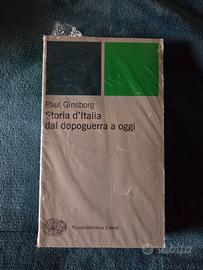 Paul Ginsborg
Storia d'Italia
dal dopoguerra a oggi
Piccola Biblioteca Einaudi
subito